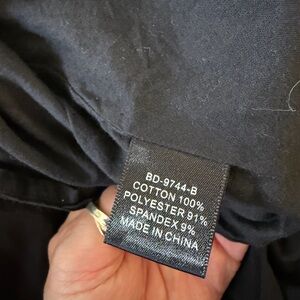 BD-9744-B
COTTON 100%
POLYESTER 91%
SPANDEX 9%
MADE IN CHINA